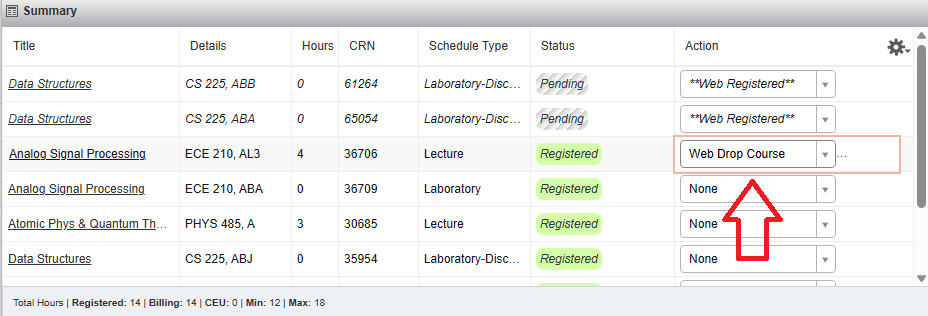 Summary
Title Details Hours CRN Schedule Type Status Action
Data Structures CS 225, ABB 0 61264 Laboratory-Disc… Pending **Web Registered**
Data Structures CS 225, ABA 0 65054 Laboratory-Disc… Pending **Web Registered**
Analog Signal Processing ECE 210, AL3 4 36706 Lecture Registered Web Drop Course …
Analog Signal Processing ECE 210, ABA 0 36709 Laboratory Registered None
Atomic Phys & Quantum Th… PHYS 485, A 3 30685 Lecture Registered None
Data Structures CS 225, ABJ 0 35954 Laboratory-Disc… Registered None
Total Hours | Registered: 14 | Billing: 14 | CEU: 0 | Min: 12 | Max: 18